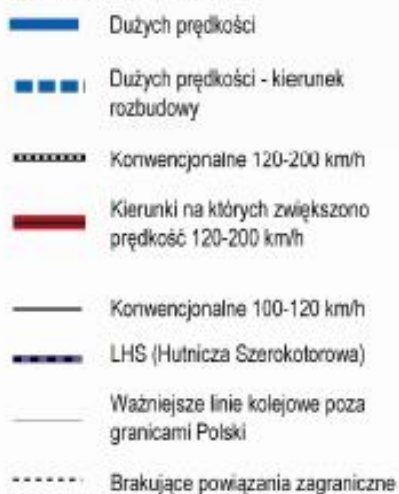 Dużych prędkości
Dużych prędkości - kierunek
rozbudowy
Konwencjonalne 120-200 km/h
Kierunki na których zwiększono
prędkość 120-200 km/h
Konwencjonalne 100-120 km/h
LHS (Hutnicza Szerokotorowa)
Ważniejsze linie kolejowe poza
granicami Polski
Brakujące powiązania zagraniczne